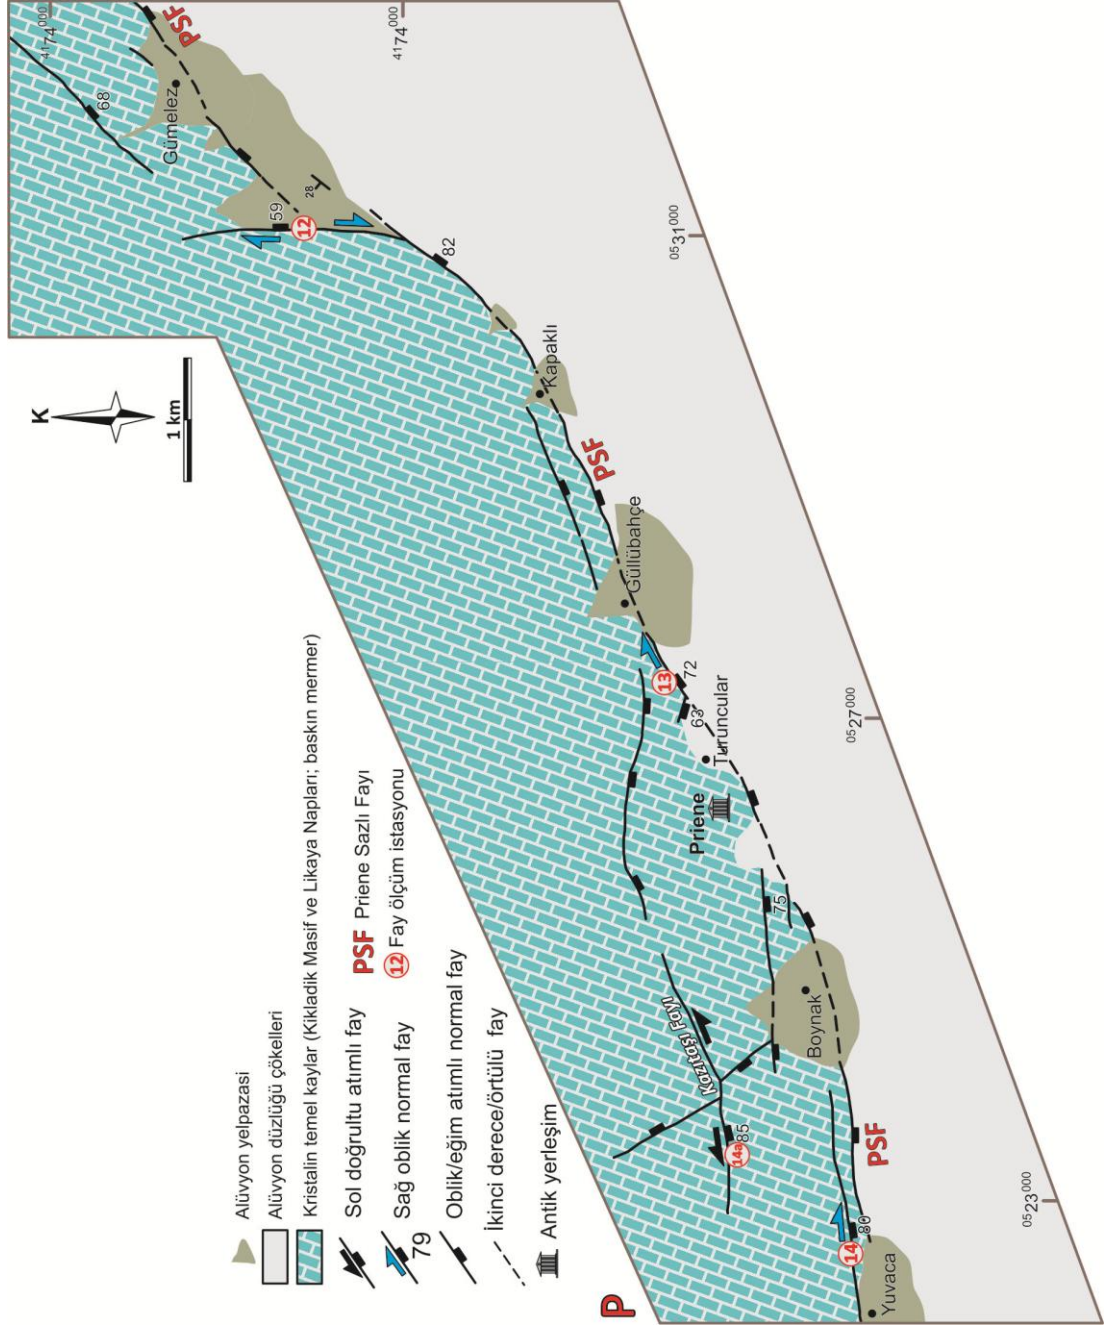 Alüvyon yelpazasi
Alüvyon düzlüğü çökelleri
Kristalin temel kaylar (Kikladik Masif ve Likaya Napları; baskın mermer)
Sol doğrultu atımlı fay
PSF Priene Sazlı Fayı
79 Sağ oblik normal fay
12 Fay ölçüm istasyonu
Oblik/eğim atımlı normal fay
İkinci derece/örtülü fay
Antik yerleşim
K
1 km
P
68
Gümelez
PSF
4174000
4174000
59
12
28
82
0531000
Kapaklı
PSF
Güllübahçe
13
72
63
Turuncular
0527000
Priene
75
Kazıtaşı Fayı
Boynak
14a
85
PSF
14
80
0523000
Yuvaca